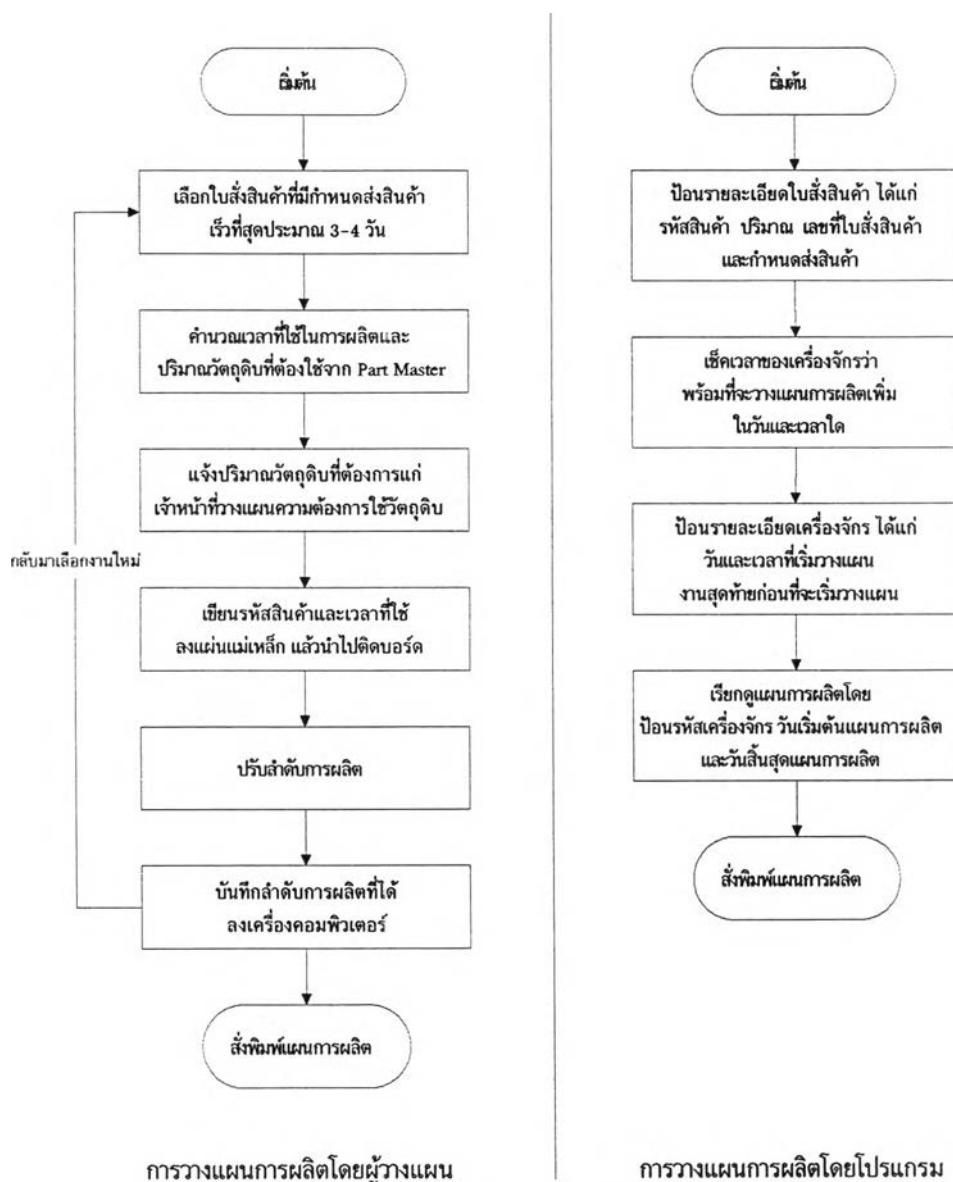 เริ่มต้น
เลือกใบสั่งสินค้าที่มีกำหนดส่งสินค้า
เร็วที่สุดประมาณ 3-4 วัน
คำนวณเวลาที่ใช้ในการผลิตและ
ปริมาณวัตถุดิบที่ต้องใช้จาก Part Master
แจ้งปริมาณวัตถุดิบที่ต้องการแก่
เจ้าหน้าที่วางแผนความต้องการใช้วัตถุดิบ
กลับมาเลือกงานใหม่
เขียนรหัสสินค้าและเวลาที่ใช้
ลงแผ่นแม่เหล็ก แล้วนำไปติดบอร์ด
ปรับลำดับการผลิต
บันทึกลำดับการผลิตที่ได้
ลงเครื่องคอมพิวเตอร์
สั่งพิมพ์แผนการผลิต
การวางแผนการผลิตโดยผู้วางแผน
เริ่มต้น
ป้อนรายละเอียดใบสั่งสินค้า ได้แก่
รหัสสินค้า ปริมาณ เลขที่ใบสั่งสินค้า
และกำหนดส่งสินค้า
เช็คเวลาของเครื่องจักรว่า
พร้อมที่จะวางแผนการผลิตเพิ่ม
ในวันและเวลาใด
ป้อนรายละเอียดเครื่องจักร ได้แก่
วันและเวลาที่เริ่มวางแผน
งานสุดท้ายก่อนที่จะเริ่มวางแผน
เรียกดูแผนการผลิตโดย
ป้อนรหัสเครื่องจักร วันเริ่มต้นแผนการผลิต
และวันสิ้นสุดแผนการผลิต
สั่งพิมพ์แผนการผลิต
การวางแผนการผลิตโดยโปรแกรม